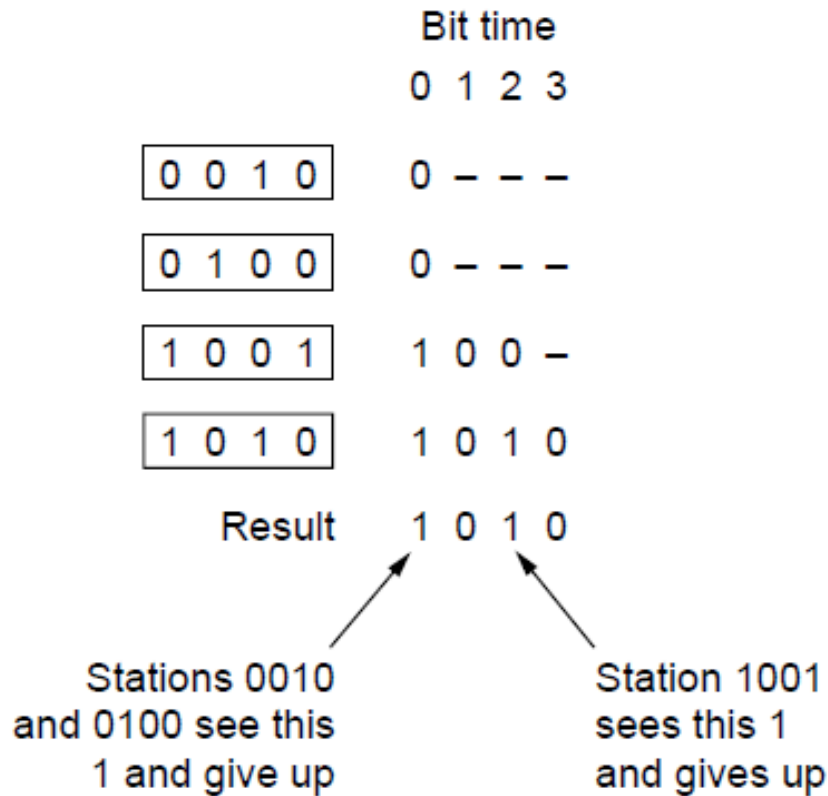 Bit time
0 1 2 3
0 0 1 0 0 – – –
0 1 0 0 0 – – –
1 0 0 1 1 0 0 –
1 0 1 0 1 0 1 0
Result 1 0 1 0
Stations 0010
and 0100 see this
1 and give up
Station 1001
sees this 1
and gives up